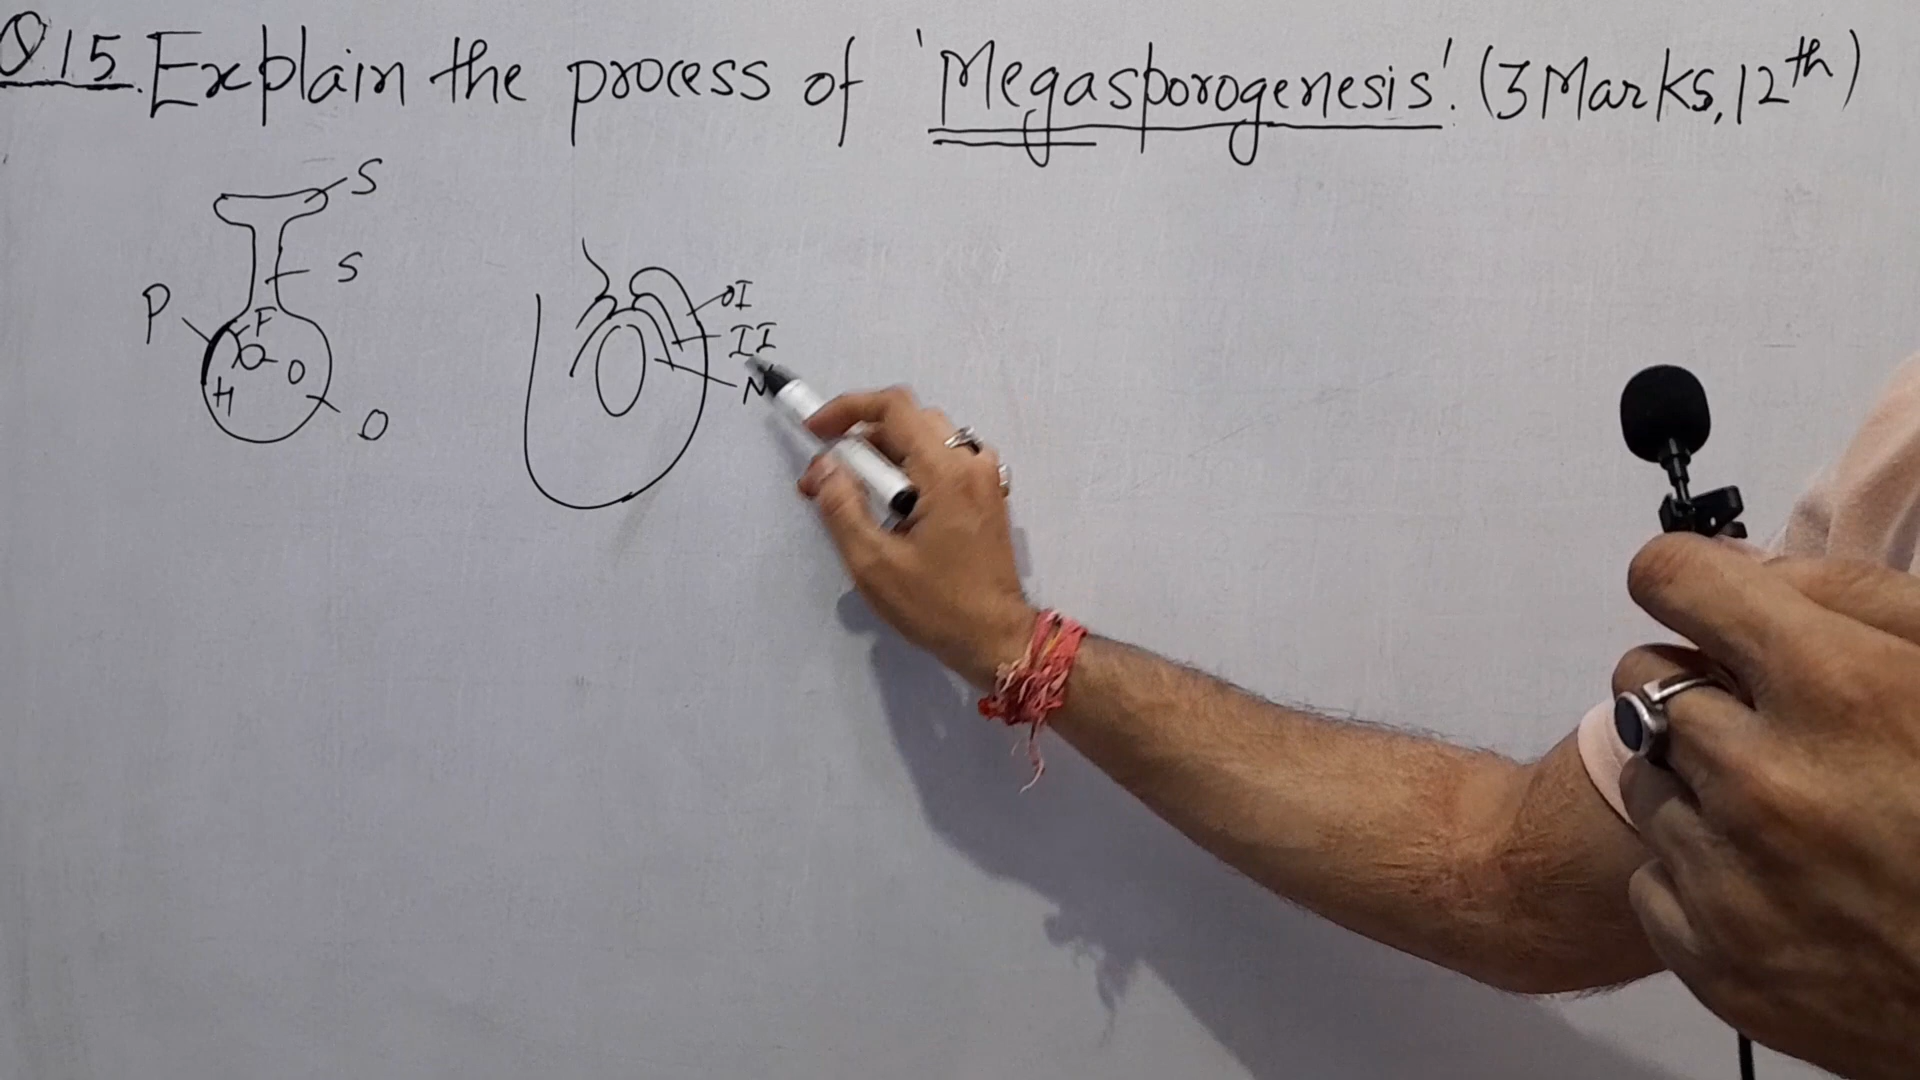 Q15. Explain the process of 'Megasporogenesis'. (3 Marks, 12th)
S
S
P
F
O
H
O
OI
II
N